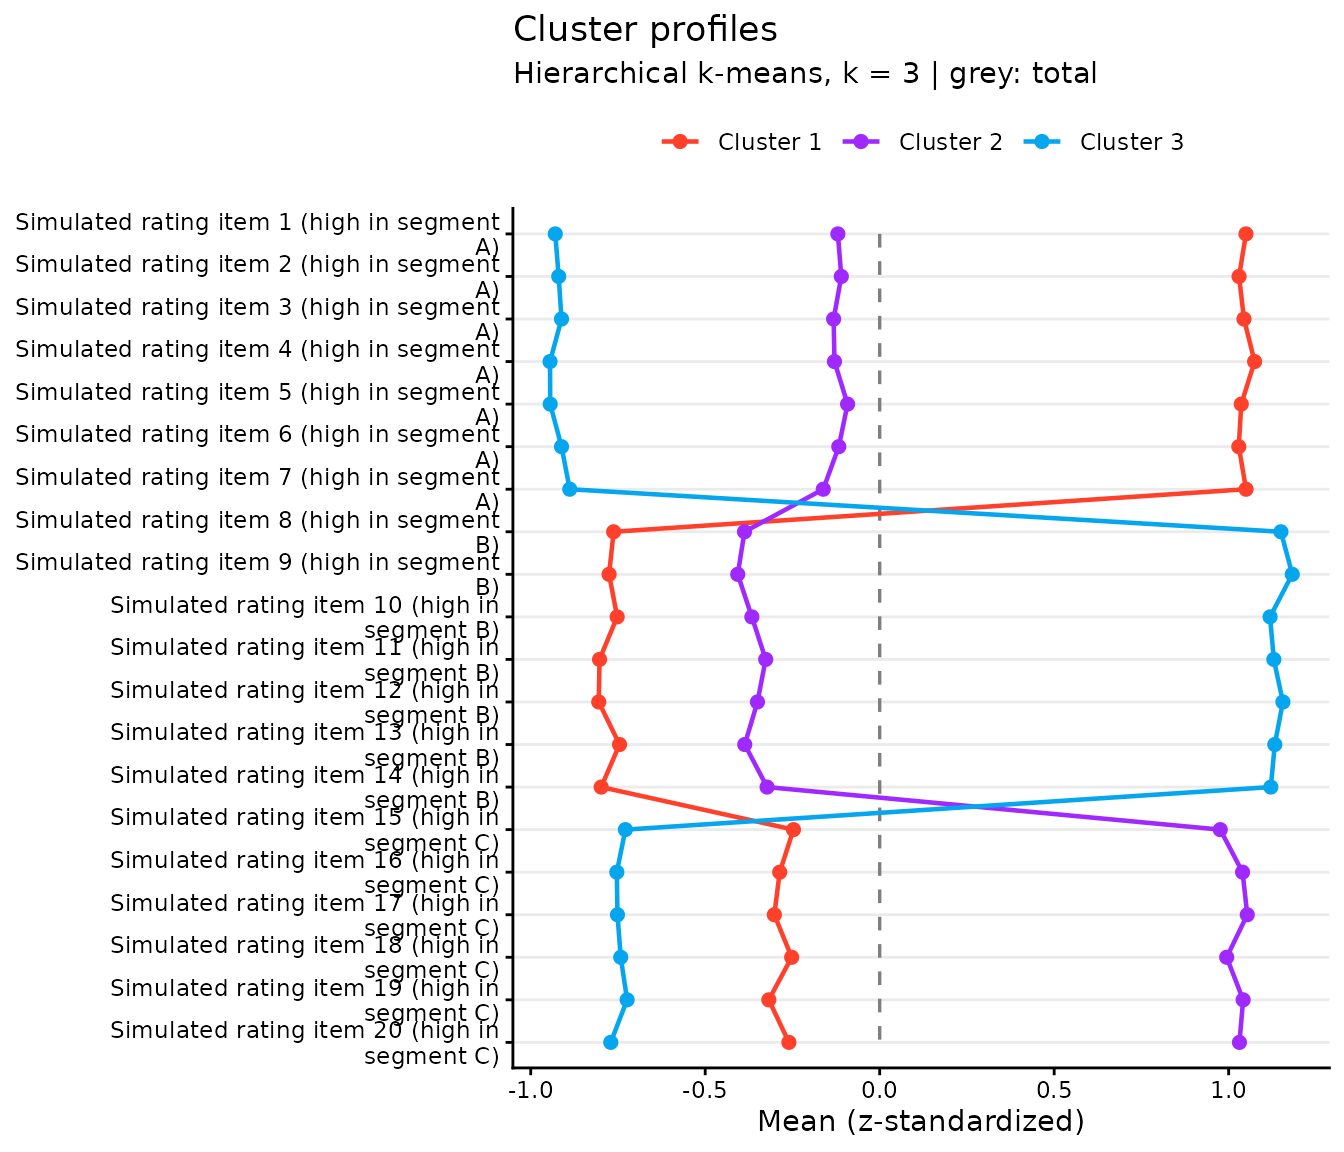 Cluster profiles
Hierarchical k-means, k = 3 | grey: total
Cluster 1 Cluster 2 Cluster 3
Simulated rating item 1 (high in segment
A)
Simulated rating item 2 (high in segment
A)
Simulated rating item 3 (high in segment
A)
Simulated rating item 4 (high in segment
A)
Simulated rating item 5 (high in segment
A)
Simulated rating item 6 (high in segment
A)
Simulated rating item 7 (high in segment
A)
Simulated rating item 8 (high in segment
B)
Simulated rating item 9 (high in segment
B)
Simulated rating item 10 (high in
segment B)
Simulated rating item 11 (high in
segment B)
Simulated rating item 12 (high in
segment B)
Simulated rating item 13 (high in
segment B)
Simulated rating item 14 (high in
segment B)
Simulated rating item 15 (high in
segment C)
Simulated rating item 16 (high in
segment C)
Simulated rating item 17 (high in
segment C)
Simulated rating item 18 (high in
segment C)
Simulated rating item 19 (high in
segment C)
Simulated rating item 20 (high in
segment C)
-1.0 -0.5 0.0 0.5 1.0
Mean (z-standardized)